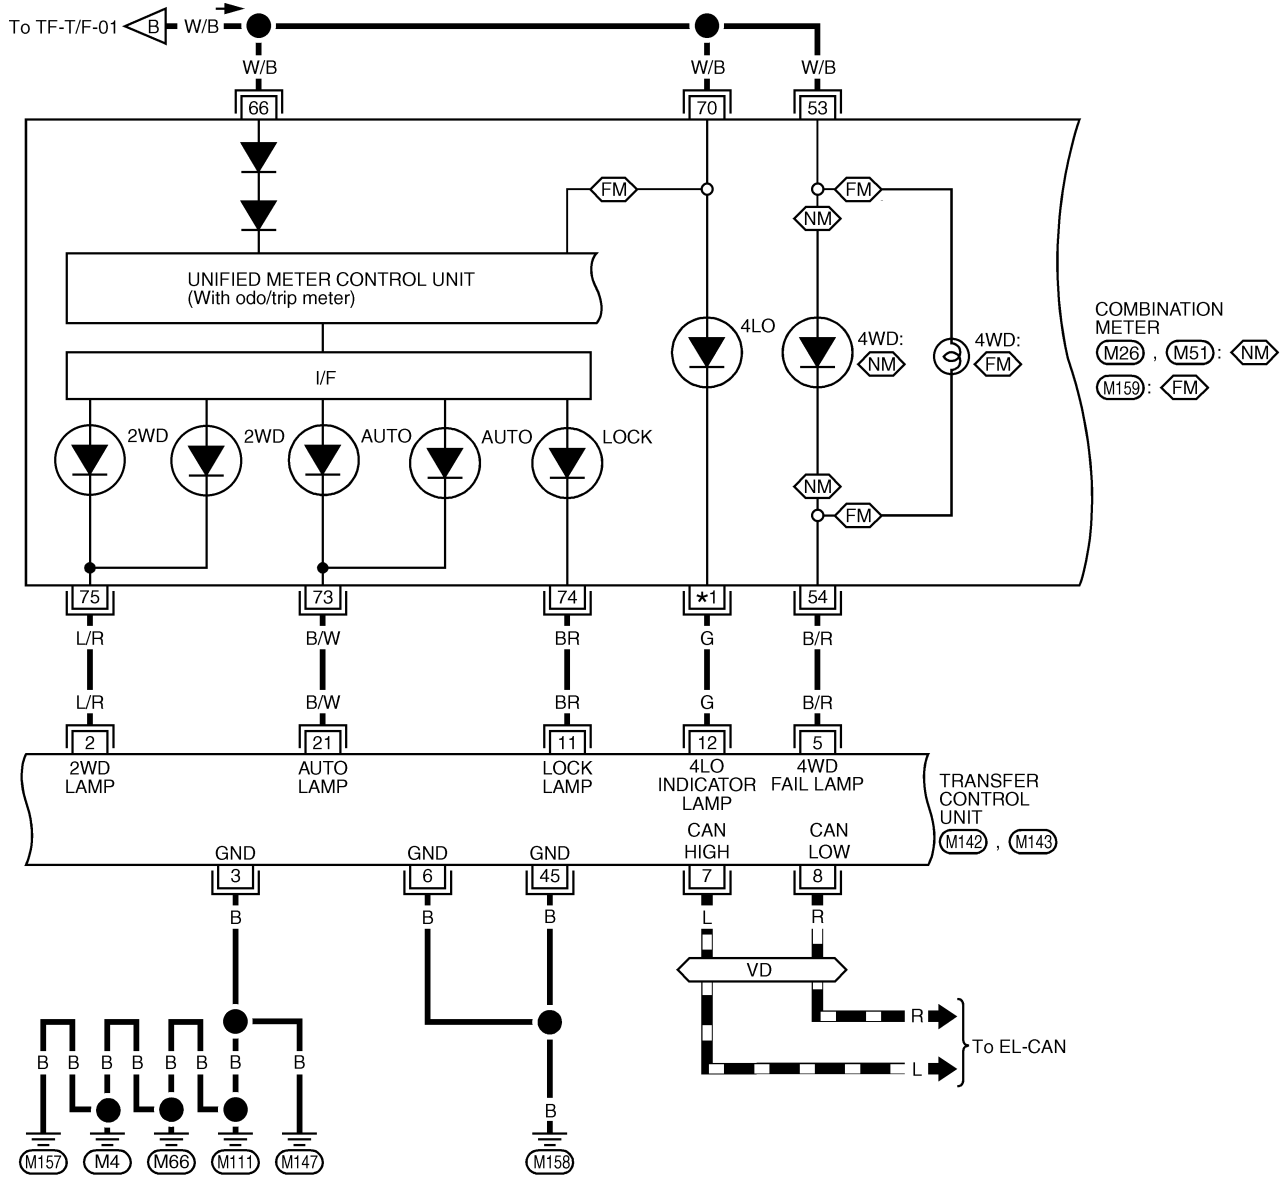 To TF-T/F-01 B W/B
W/B W/B W/B
66 70 53
FM FM
NM
UNIFIED METER CONTROL UNIT
(With odo/trip meter)
4LO
4WD:
NM
4WD:
FM
COMBINATION
METER
M26 , M51 : NM
M159 : FM
I/F
2WD 2WD AUTO AUTO LOCK
NM
FM
75 73 74 *1 54
L/R B/W BR G B/R
L/R B/W BR G B/R
2 21 11 12 5
2WD
LAMP
AUTO
LAMP
LOCK
LAMP
4LO
INDICATOR
LAMP
4WD
FAIL LAMP
TRANSFER
CONTROL
UNIT
M142 , M143
GND GND GND
CAN
HIGH
CAN
LOW
3 6 45 7 8
B B B L R
VD
R
L
To EL-CAN
B B B B B B B B
B
M157 M4 M66 M111 M147 M158